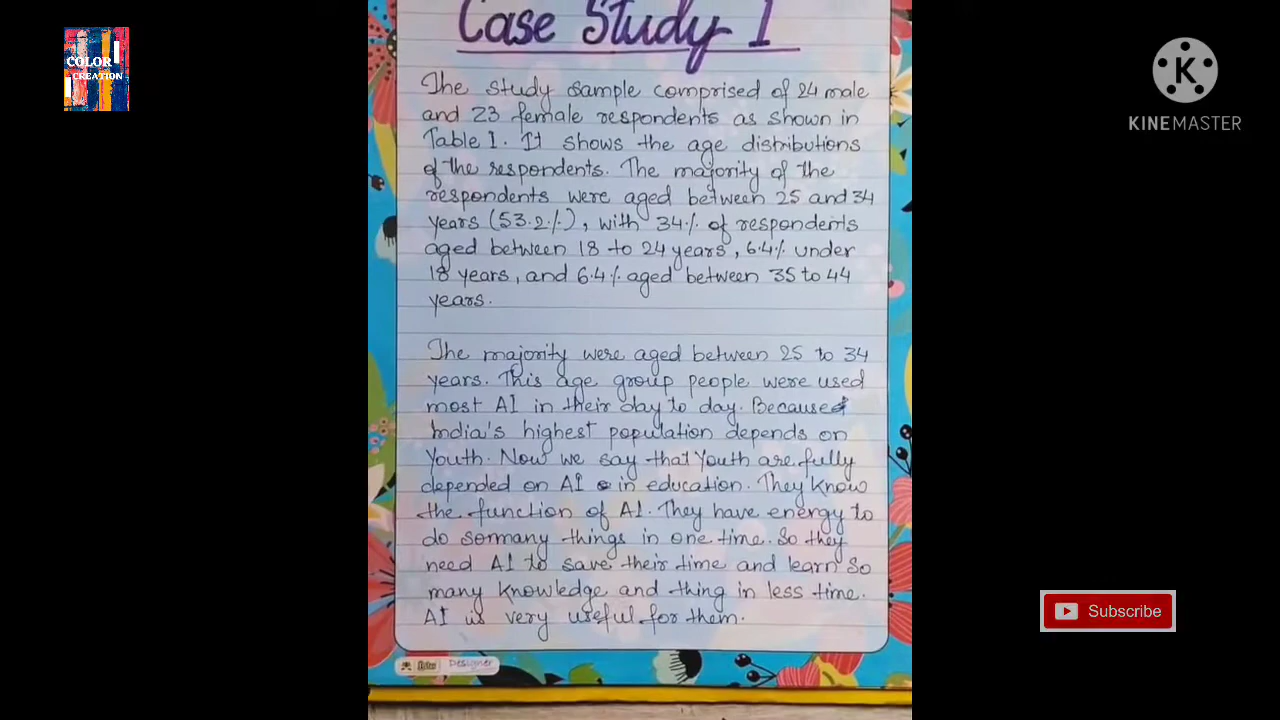 Case Study 1
COLOR
CREATION
K
KINEMASTER
The study sample comprised of 24 male
and 23 female respondents as shown in
Table 1. It shows the age distributions
of the respondents. The majority of the
respondents were aged between 25 and 34
years (53.2%), with 34% of respondents
aged between 18 to 24 years, 6.4% under
18 years, and 6.4% aged between 35 to 44
years.
The majority were aged between 25 to 34
years. This age group people were used
most AI in their day to day. Because
India's highest population depends on
Youth. Now we say that Youth are fully
depended on AI in education. They know
the function of AI. They have energy to
do so many things in one time. So they
need AI to save their time and learn so
many knowledge and thing in less time.
AI is very useful for them.
Designer
Subscribe